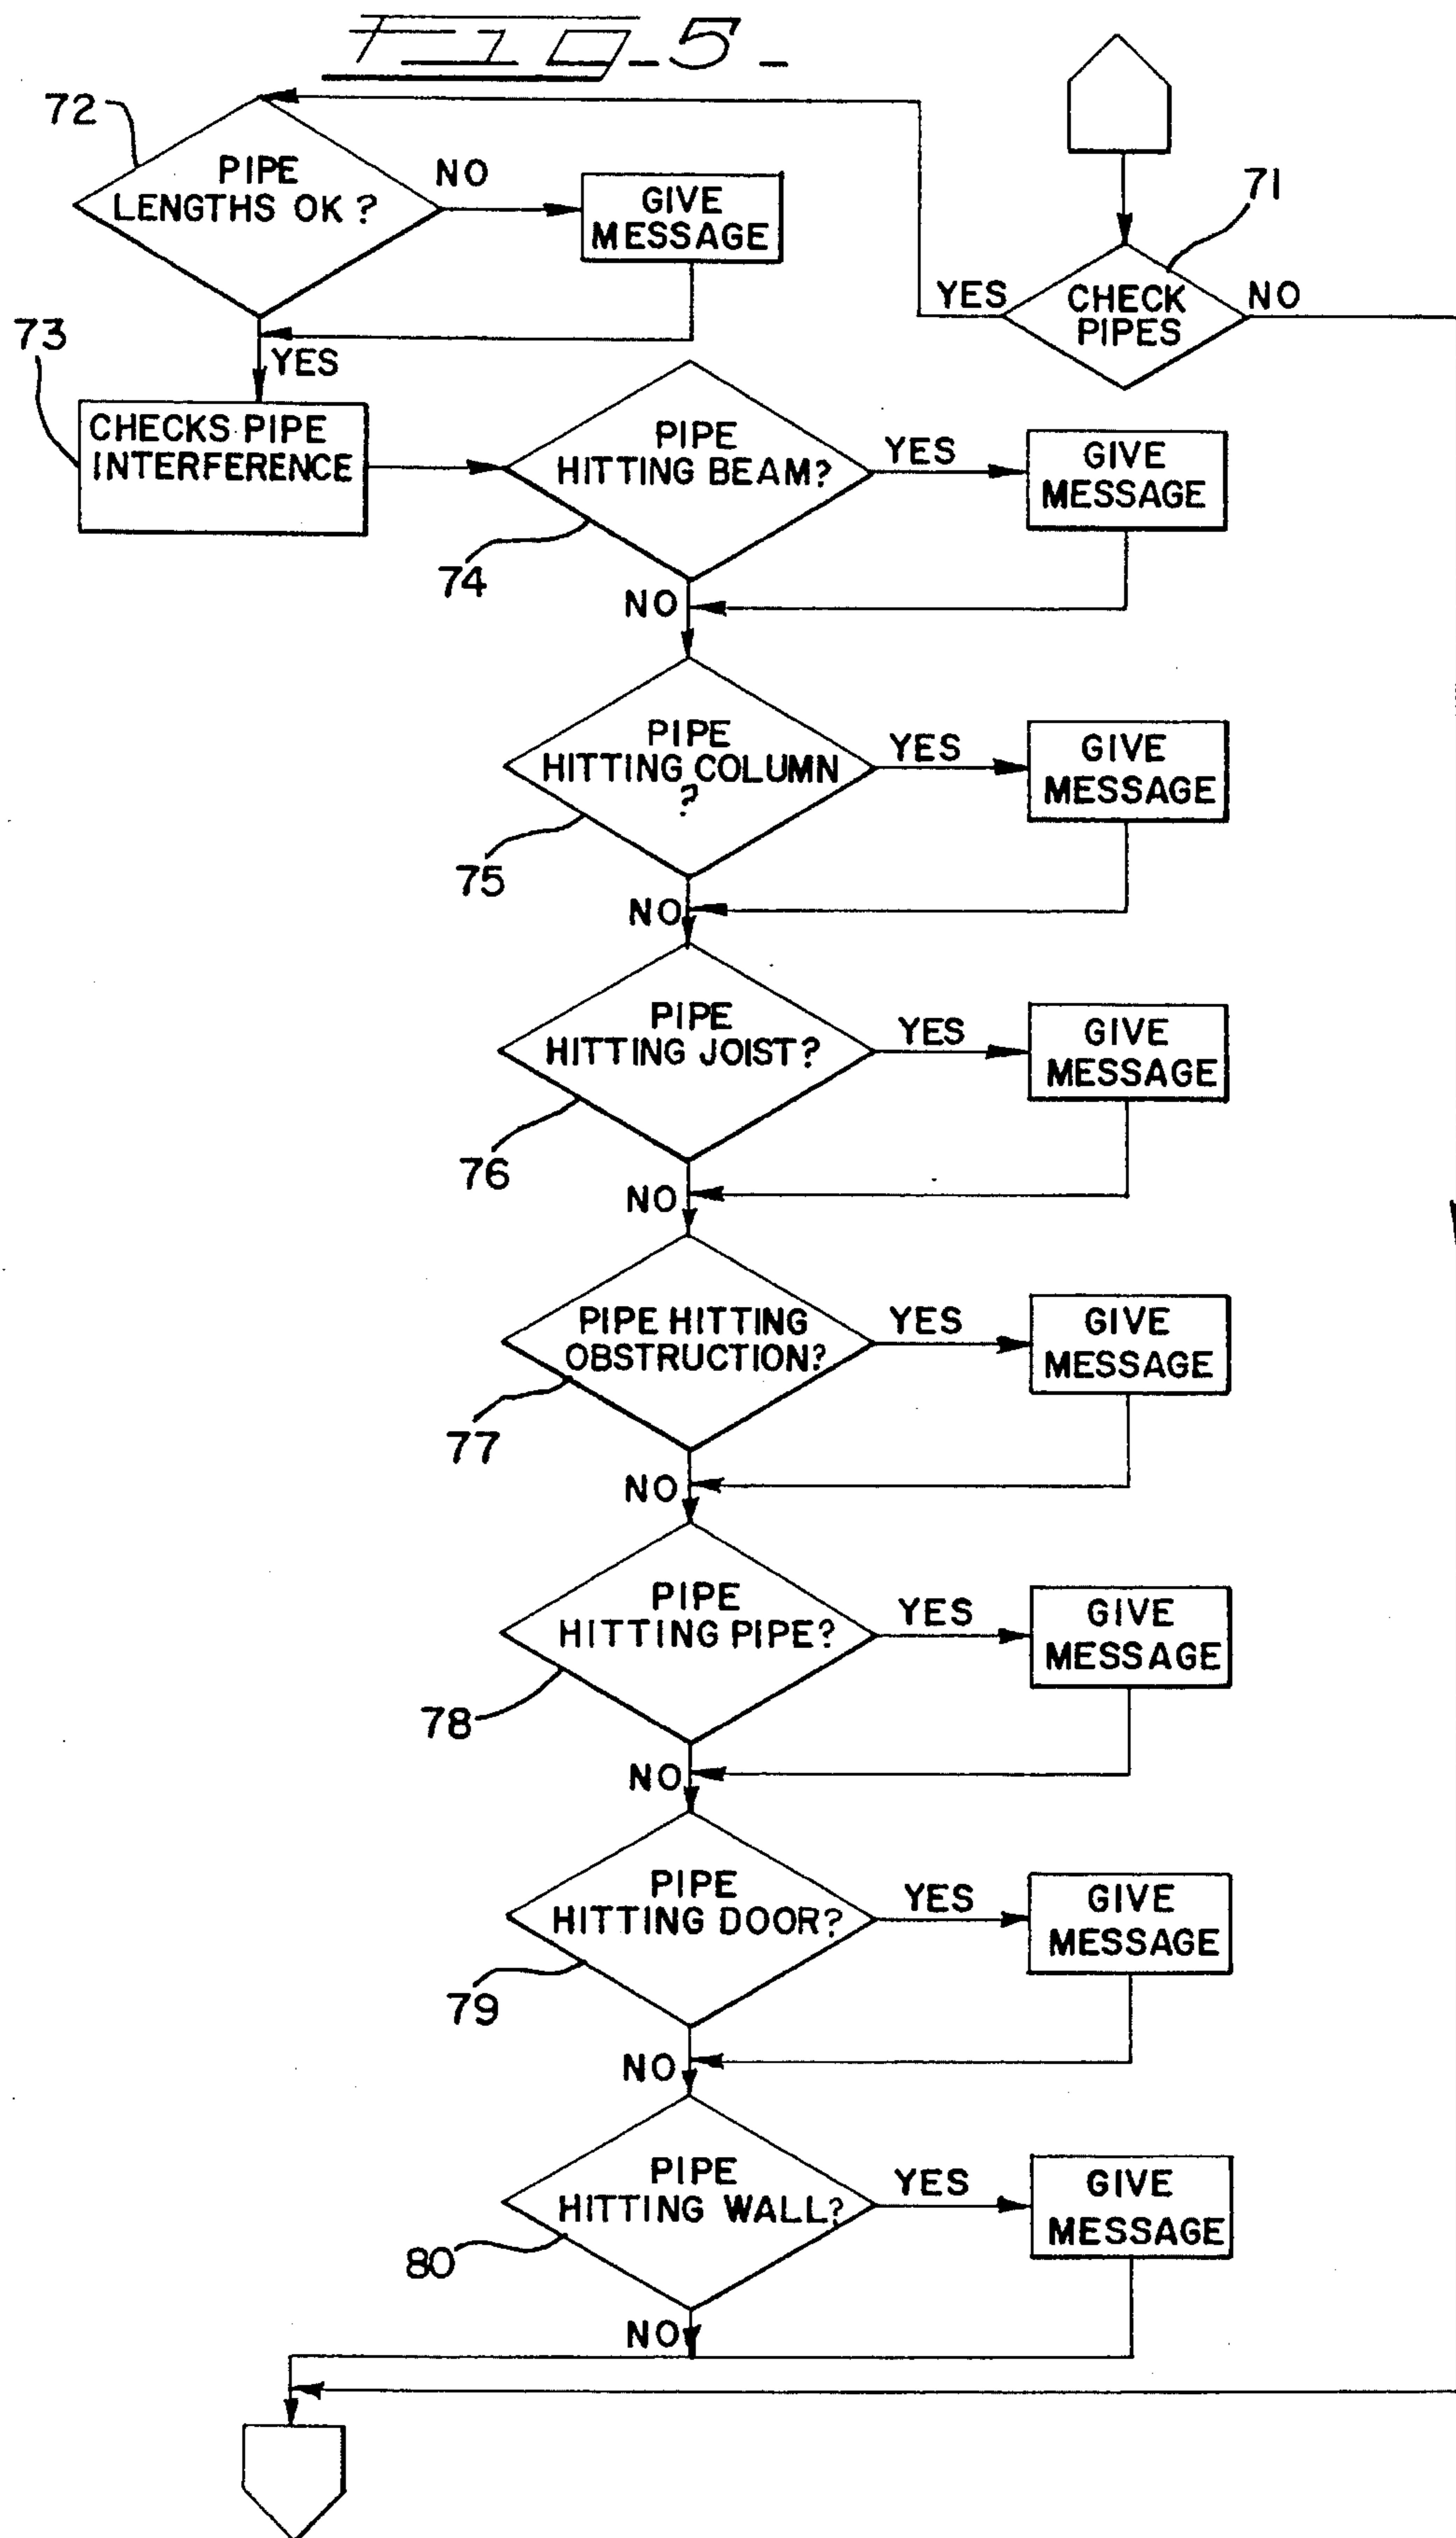 Fig-5-
72
PIPE
LENGTHS OK?
NO
GIVE
MESSAGE
71
YES
CHECK
PIPES
NO
73
YES
CHECKS PIPE
INTERFERENCE
PIPE
HITTING BEAM?
YES
GIVE
MESSAGE
74
NO
PIPE
HITTING COLUMN
?
YES
GIVE
MESSAGE
75
NO
PIPE
HITTING JOIST?
YES
GIVE
MESSAGE
76
NO
PIPE HITTING
OBSTRUCTION?
YES
GIVE
MESSAGE
77
NO
PIPE
HITTING PIPE?
YES
GIVE
MESSAGE
78
NO
PIPE
HITTING DOOR?
YES
GIVE
MESSAGE
79
NO
PIPE
HITTING WALL?
YES
GIVE
MESSAGE
80
NO